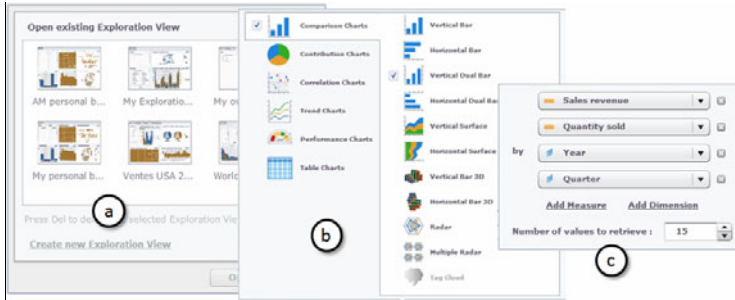 Open existing Exploration View
AM personal b...
My Exploratio...
My ow
My personal b...
Ventes USA 2...
World
Press Del to de selected Exploration Vie
Create new Exploration View
O
a
Comparison Charts
Contribution Charts
Correlation Charts
Trend Charts
Performance Charts
Table Charts
b
Vertical Bar
Horizontal Bar
Vertical Dual Bar
Horizontal Dual Ba
Vertical Surface
Horizontal Surface
Vertical Bar 3D
Horizontal Bar 3D
Radar
Multiple Radar
Tag Cloud
Sales revenue
Quantity sold
by
Year
Quarter
Add Measure Add Dimension
Number of values to retrieve : 15
c